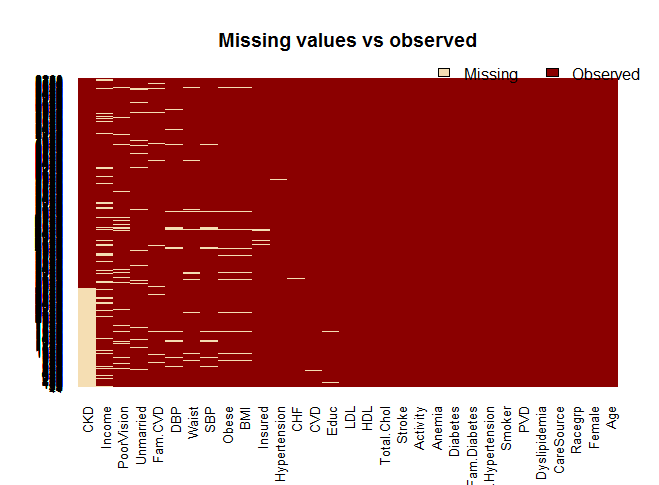 Missing values vs observed
Missing
Observed
CKD
Income
PoorVision
Unmarried
Fam.CVD
DBP
Waist
SBP
Obese
BMI
Insured
Hypertension
CHF
CVD
Educ
LDL
HDL
Total.Chol
Stroke
Activity
Anemia
Diabetes
Fam.Diabetes
.Hypertension
Smoker
PVD
Dyslipidemia
CareSource
Racegrp
Female
Age